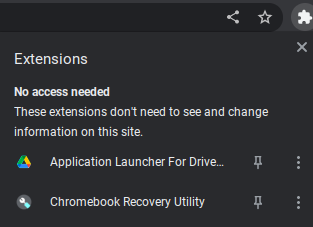 Extensions
No access needed
These extensions don't need to see and change
information on this site.
Application Launcher For Drive...
Chromebook Recovery Utility